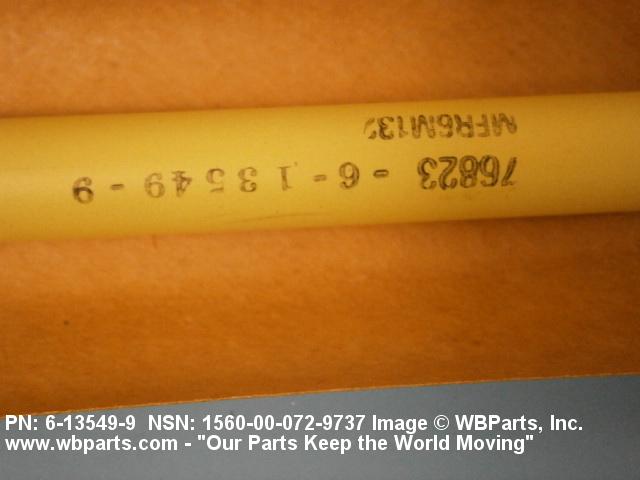 76823 - 6 - 13549 - 9
MFR6M13
PN: 6-13549-9 NSN: 1560-00-072-9737 Image © WBParts, Inc.
www.wbparts.com - "Our Parts Keep the World Moving"